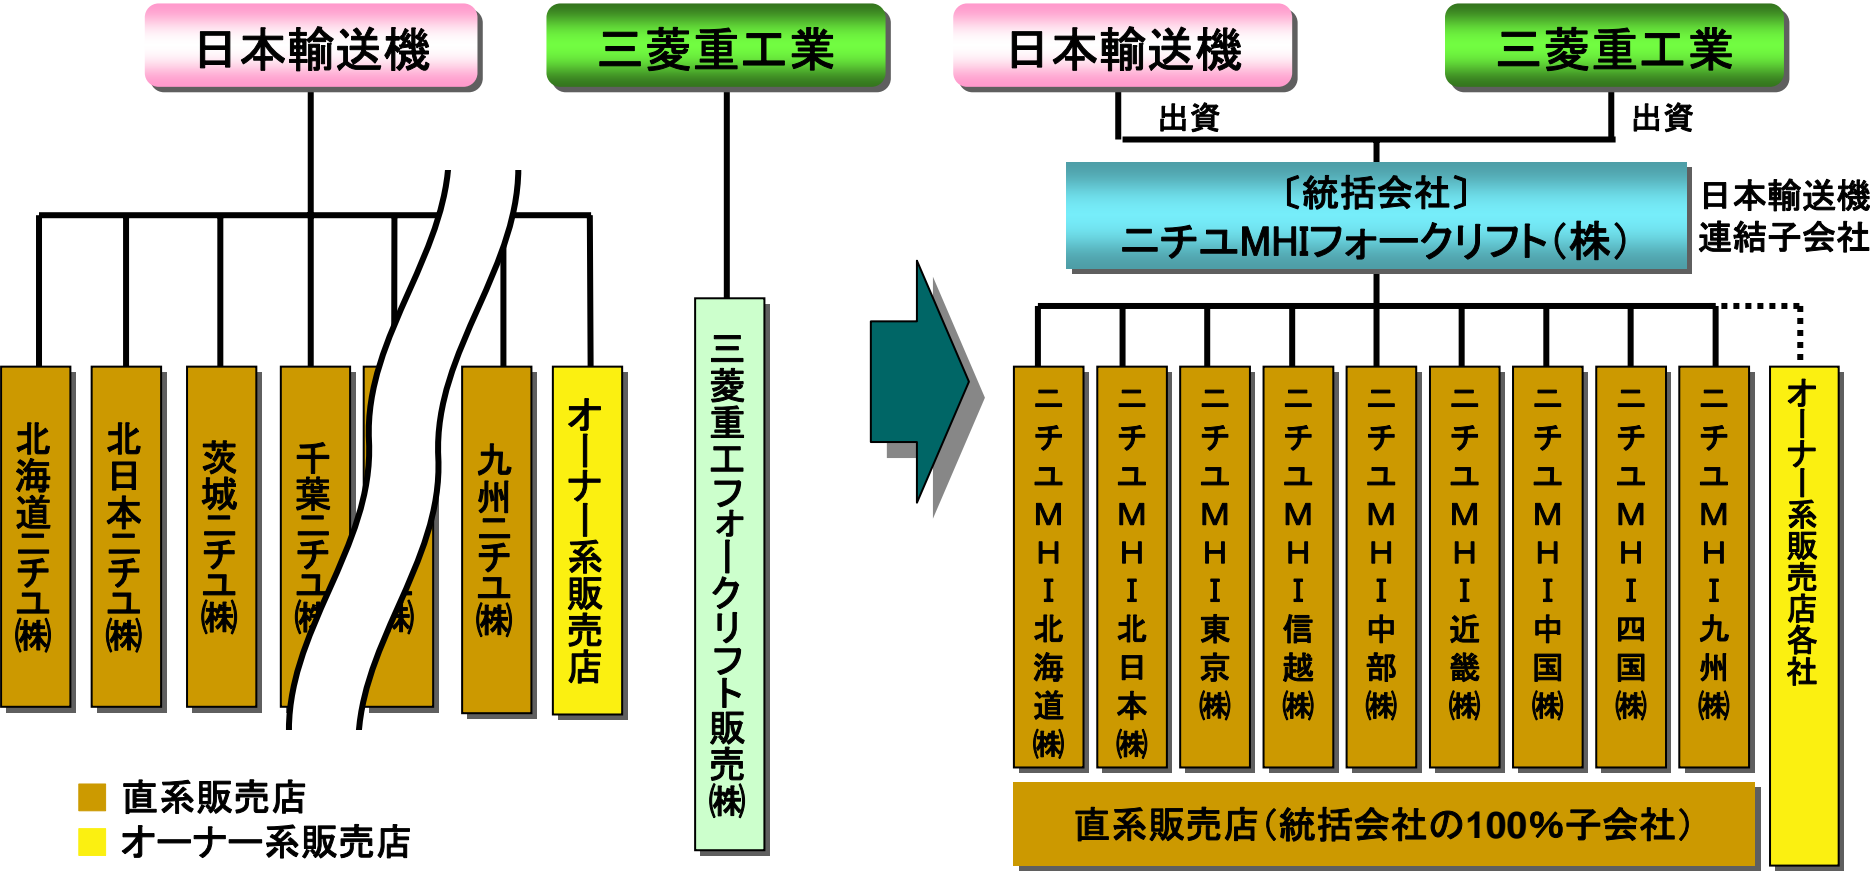 日本輸送機
三菱重工業
北海道ニチユ㈱
北日本ニチユ㈱
茨城ニチユ㈱
千葉ニチユ㈱
㈱
九州ニチユ㈱
オーナー系販売店
三菱重工フォークリフト販売㈱
直系販売店
オーナー系販売店
日本輸送機
三菱重工業
出資
出資
〔統括会社〕
ニチユMHIフォークリフト(株)
日本輸送機
連結子会社
ニチユMHI北海道㈱
ニチユMHI北日本㈱
ニチユMHI東京㈱
ニチユMHI信越㈱
ニチユMHI中部㈱
ニチユMHI近畿㈱
ニチユMHI中国㈱
ニチユMHI四国㈱
ニチユMHI九州㈱
オーナー系販売店各社
直系販売店(統括会社の100%子会社)